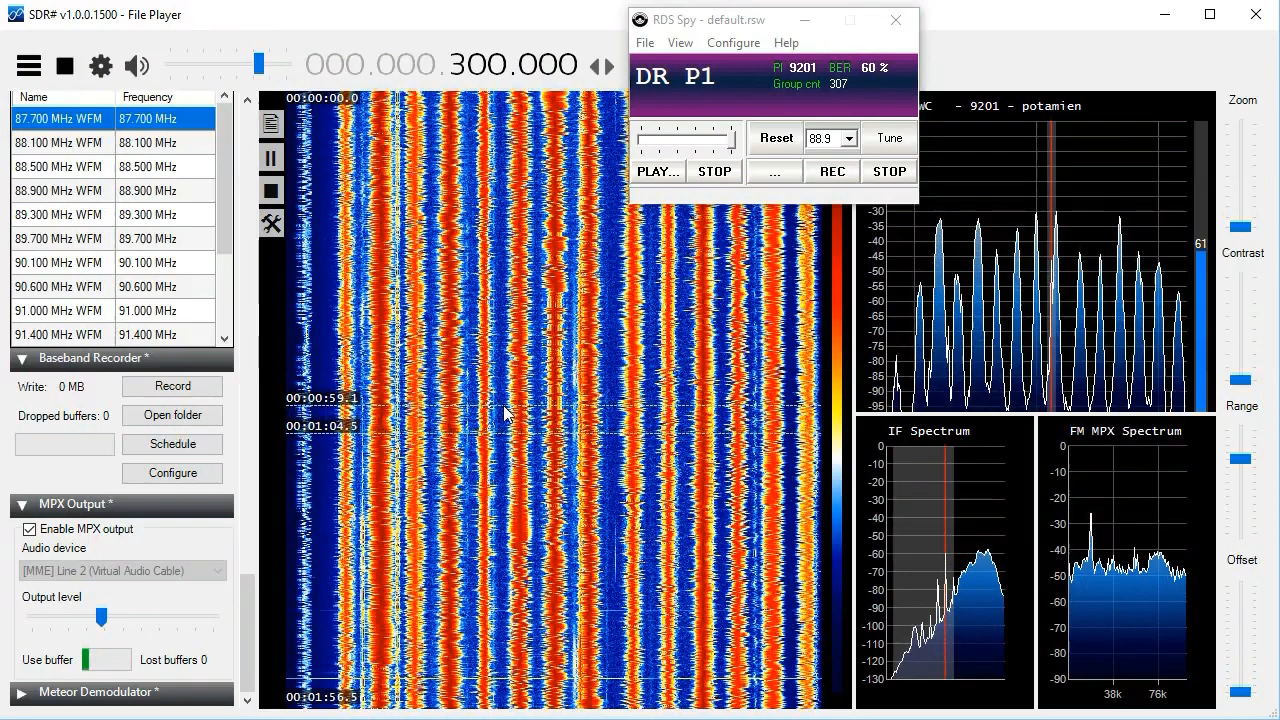 SDR# v1.0.0.1500 - File Player
000.000.300.000
Name Frequency
87.700 MHz WFM 87.700 MHz
88.100 MHz WFM 88.100 MHz
88.500 MHz WFM 88.500 MHz
88.900 MHz WFM 88.900 MHz
89.300 MHz WFM 89.300 MHz
89.700 MHz WFM 89.700 MHz
90.100 MHz WFM 90.100 MHz
90.600 MHz WFM 90.600 MHz
91.000 MHz WFM 91.000 MHz
91.400 MHz WFM 91.400 MHz
Baseband Recorder *
Write: 0 MB Record
Dropped buffers: 0 Open folder
Schedule
Configure
MPX Output *
Enable MPX output
Audio device
[MME] Line 2 (Virtual Audio Cable)
Output level
Use buffer Lost buffers 0
Meteor Demodulator *
00:00:00.0
00:00:59.1
00:01:04.5
00:01:56.3
RDS Spy - default.rsw
File View Configure Help
DR P1
PI 9201 BER 60 %
Group cnt 307
Reset 88.9 Tune
PLAY... STOP ... REC STOP
WC - 9201 - potamien
-30
-35
-40
-45
-50
-55
-60
-65
-70
-75
-80
-85
-90
-95
61
IF Spectrum
0
-10
-20
-30
-40
-50
-60
-70
-80
-90
-100
-110
-120
-130
FM MPX Spectrum
0
-10
-20
-30
-40
-50
-60
-70
-80
-90
38k 76k
Zoom
Contrast
Range
Offset